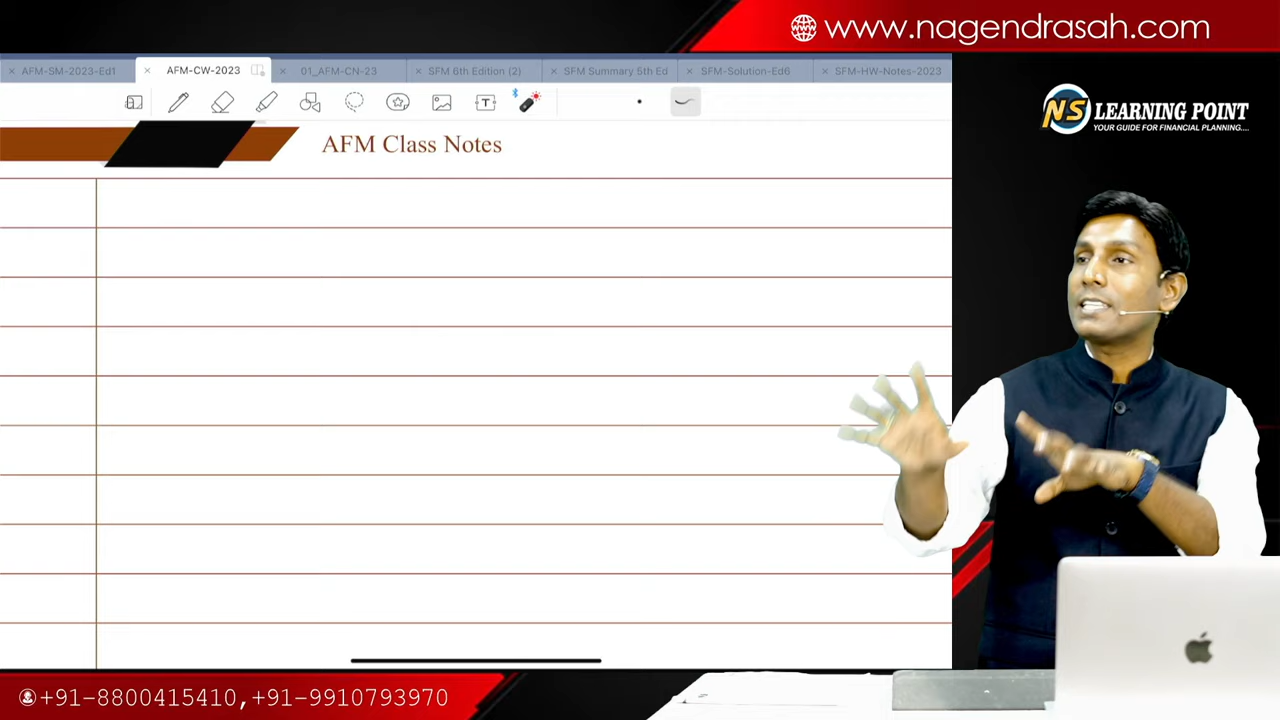 www.nagendrasah.com
AFM-SM-2023-Ed1
AFM-CW-2023
01_AFM-CN-23
SFM 6th Edition (2)
SFM Summary 5th Ed
SFM-Solution-Ed6
SFM-HW-Notes-2023
T
AFM Class Notes
NS LEARNING POINT
YOUR GUIDE FOR FINANCIAL PLANNING....
+91-8800415410,+91-9910793970